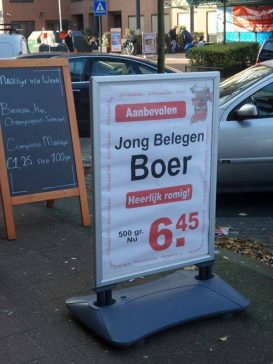 Maaltijd v.d. Week
Champignon
Complete Maaltijd
€1,25 per 100gr
Aanbevolen
Jong Belegen
Boer
Heerlijk romig!
500 gr.
Nu
6.45